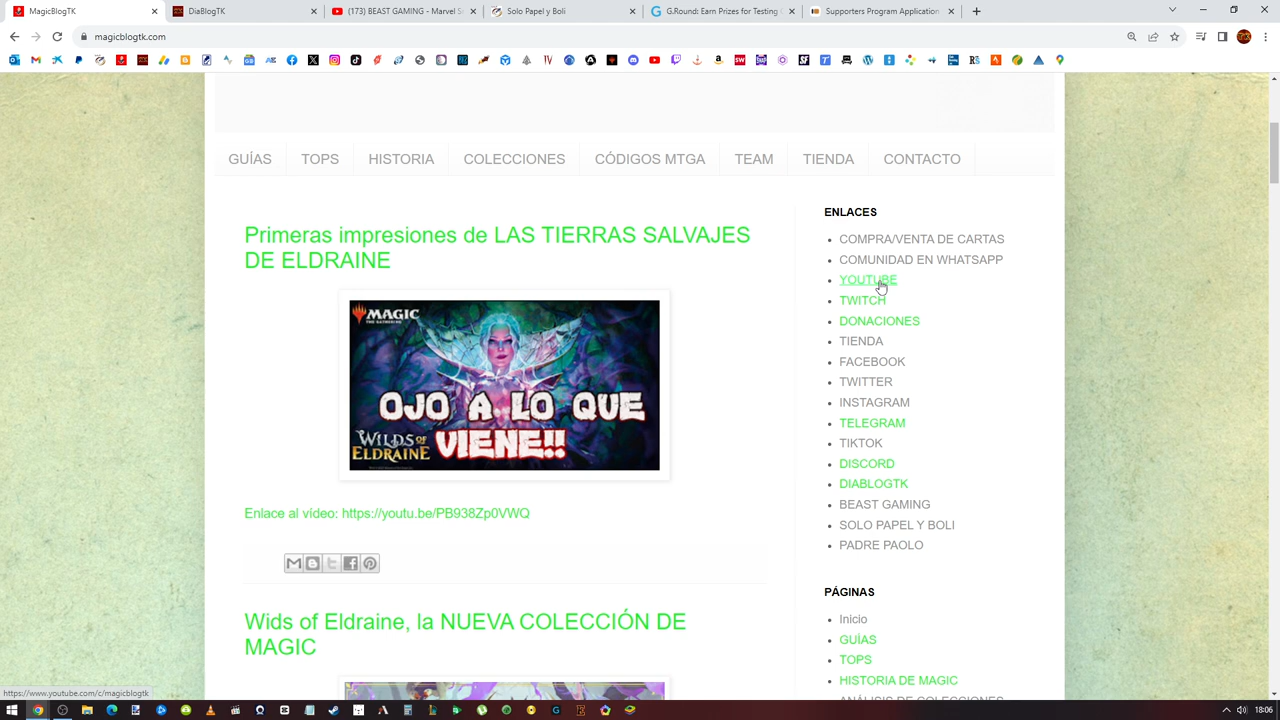 MagicBlogTK
DiaBlogTK
(173) BEAST GAMING - Marvel S
Solo Papel y Boli
G.Round: Earn Prizes for Testing G
Supporters Program Application
magicblogtk.com
GUÍAS TOPS HISTORIA COLECCIONES CÓDIGOS MTGA TEAM TIENDA CONTACTO
Primeras impresiones de LAS TIERRAS SALVAJES
DE ELDRAINE
MAGIC
THE GATHERING
OJO A LO QUE
VIENE!!
WILDS OF
ELDRAINE
Enlace al vídeo: https://youtu.be/PB938Zp0VWQ
Wids of Eldraine, la NUEVA COLECCIÓN DE
MAGIC
ENLACES
COMPRA/VENTA DE CARTAS
COMUNIDAD EN WHATSAPP
YOUTUBE
TWITCH
DONACIONES
TIENDA
FACEBOOK
TWITTER
INSTAGRAM
TELEGRAM
TIKTOK
DISCORD
DIABLOGTK
BEAST GAMING
SOLO PAPEL Y BOLI
PADRE PAOLO
PÁGINAS
Inicio
GUÍAS
TOPS
HISTORIA DE MAGIC
ANÁLISIS DE COLECCIONES
https://www.youtube.com/c/magicblogtk
18:06